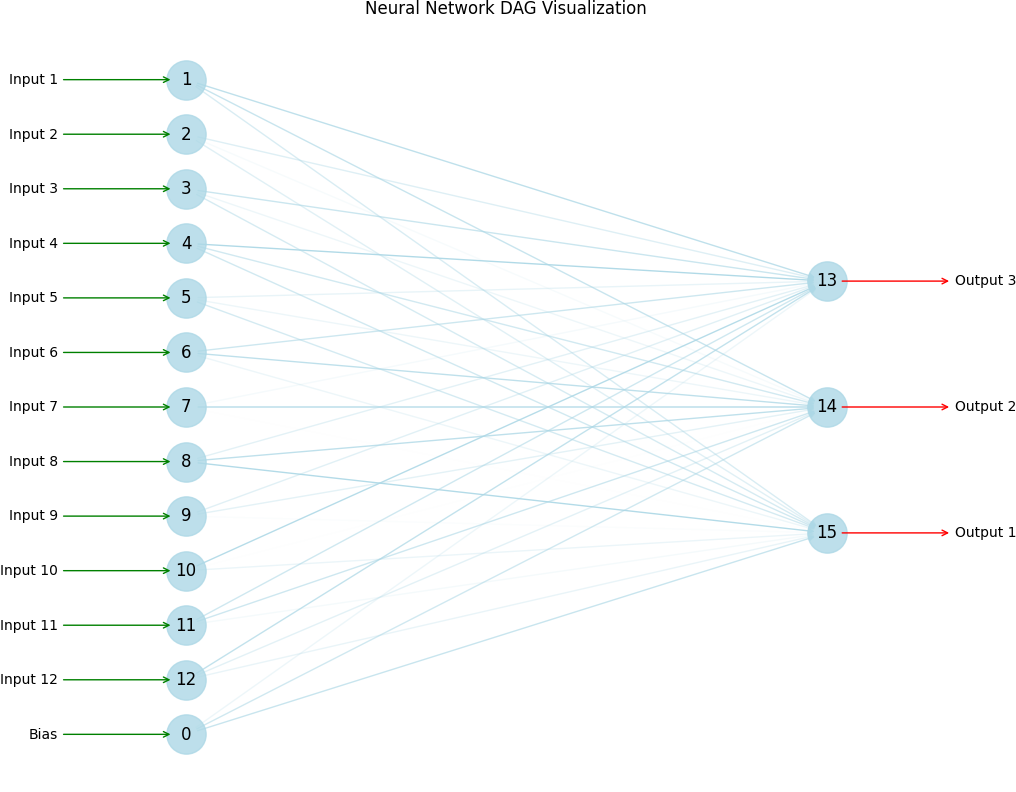 Neural Network DAG Visualization
Input 1 1
Input 2 2
Input 3 3
Input 4 4
Input 5 5
Input 6 6
Input 7 7
Input 8 8
Input 9 9
Input 10 10
Input 11 11
Input 12 12
Bias 0
13 Output 3
14 Output 2
15 Output 1